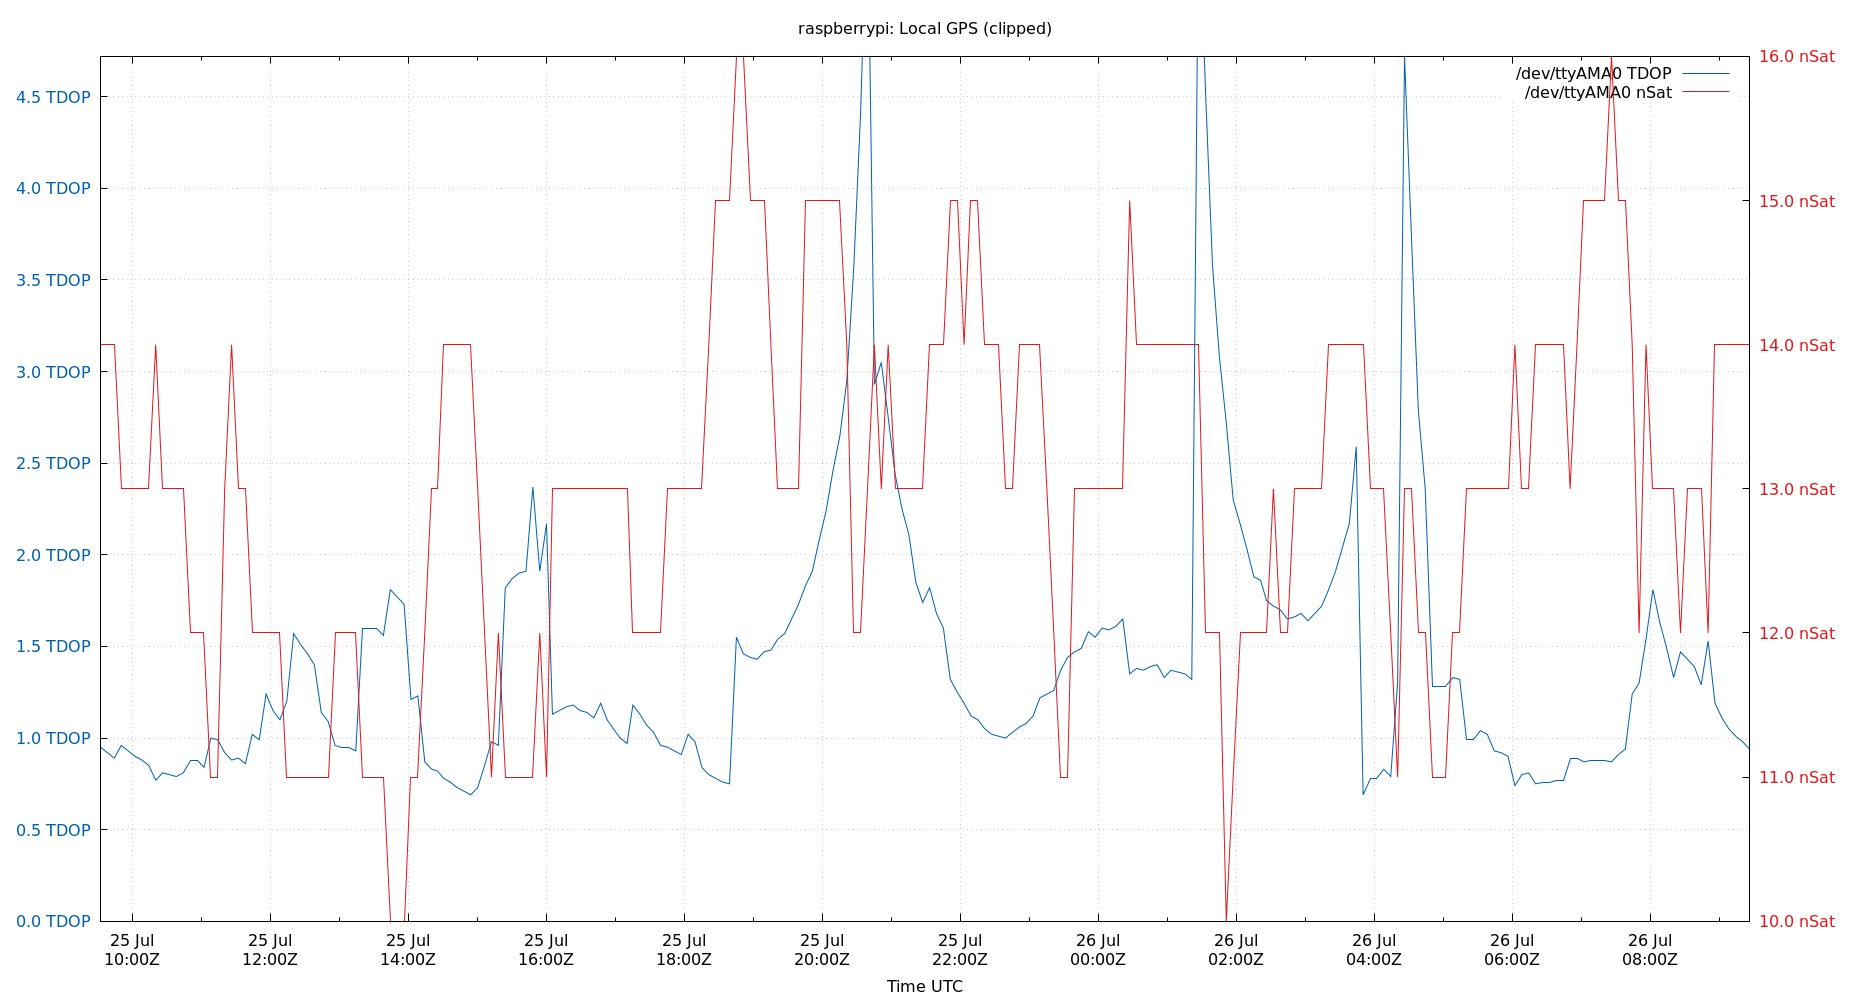 raspberrypi: Local GPS (clipped)
/dev/ttyAMA0 TDOP
/dev/ttyAMA0 nSat
4.5 TDOP
4.0 TDOP
3.5 TDOP
3.0 TDOP
2.5 TDOP
2.0 TDOP
1.5 TDOP
1.0 TDOP
0.5 TDOP
0.0 TDOP
16.0 nSat
15.0 nSat
14.0 nSat
13.0 nSat
12.0 nSat
11.0 nSat
10.0 nSat
25 Jul 25 Jul 25 Jul 25 Jul 25 Jul 25 Jul 25 Jul 26 Jul 26 Jul 26 Jul 26 Jul 26 Jul
10:00Z 12:00Z 14:00Z 16:00Z 18:00Z 20:00Z 22:00Z 00:00Z 02:00Z 04:00Z 06:00Z 08:00Z
Time UTC